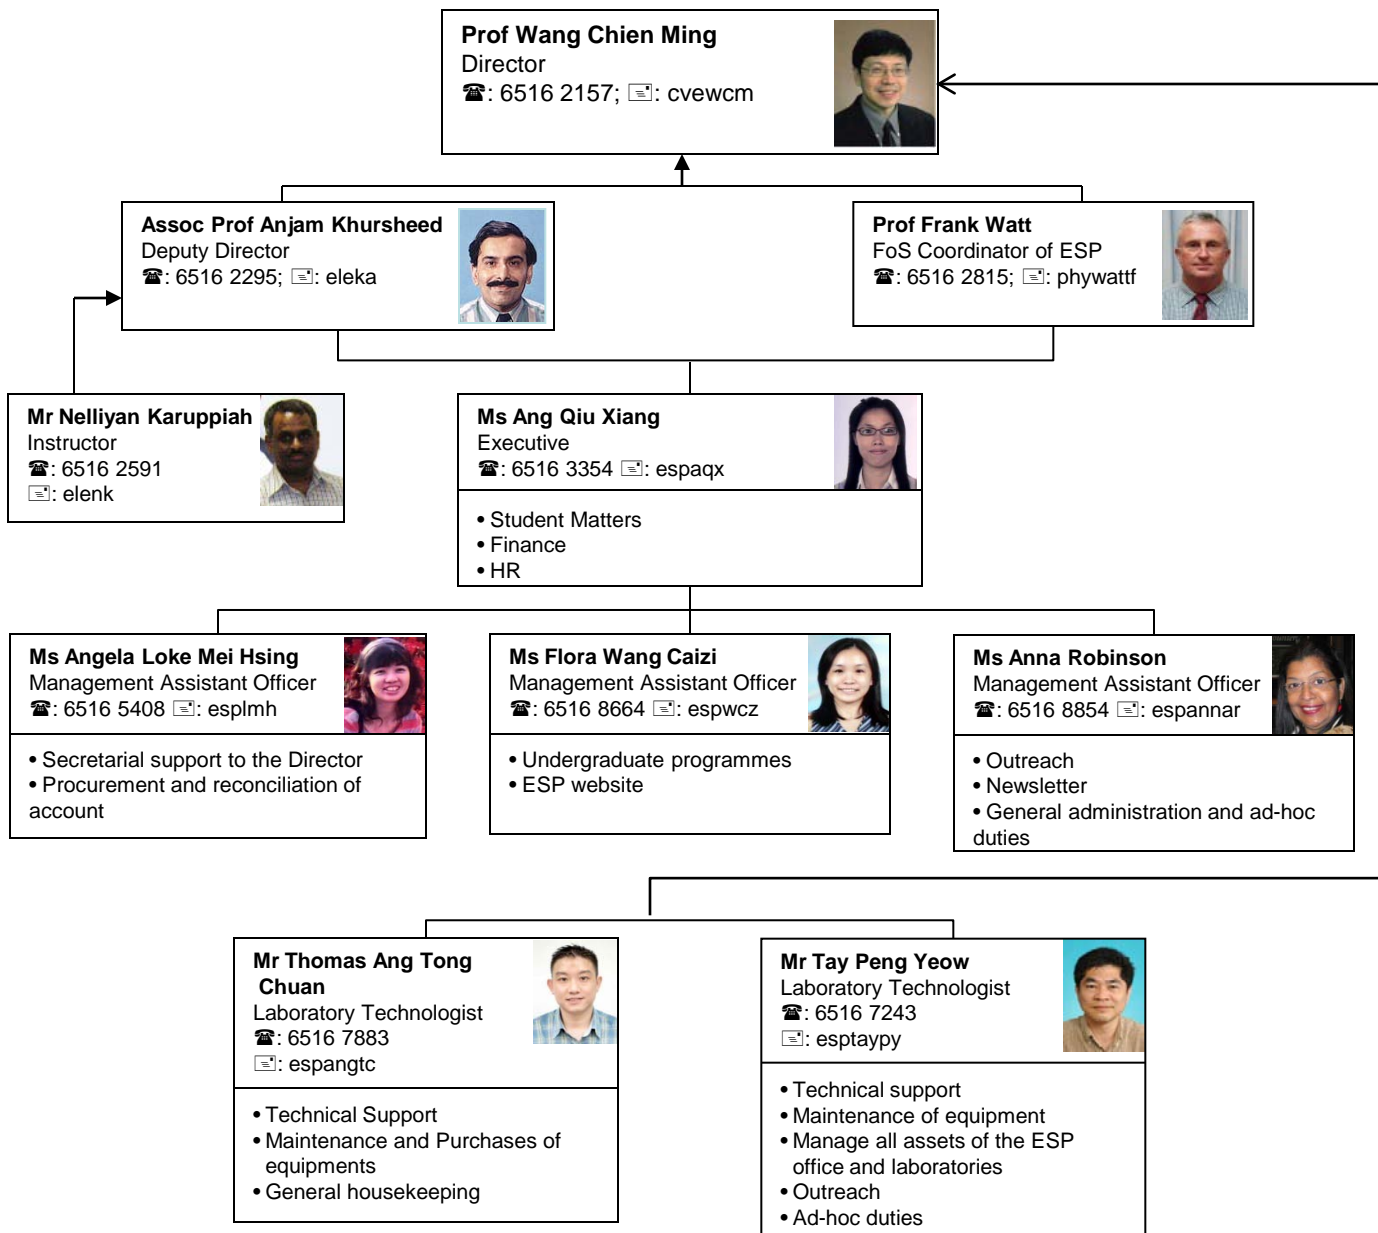 Prof Wang Chien Ming
Director
☎: 6516 2157; 🖃: cvewcm
Assoc Prof Anjam Khursheed
Deputy Director
☎: 6516 2295; 🖃: eleka
Prof Frank Watt
FoS Coordinator of ESP
☎: 6516 2815; 🖃: phywattf
Mr Nelliyan Karuppiah
Instructor
☎: 6516 2591
🖃: elenk
Ms Ang Qiu Xiang
Executive
☎: 6516 3354 🖃: espaqx
• Student Matters
• Finance
• HR
Ms Angela Loke Mei Hsing
Management Assistant Officer
☎: 6516 5408 🖃: esplmh
• Secretarial support to the Director
• Procurement and reconciliation of
account
Ms Flora Wang Caizi
Management Assistant Officer
☎: 6516 8664 🖃: espwcz
• Undergraduate programmes
• ESP website
Ms Anna Robinson
Management Assistant Officer
☎: 6516 8854 🖃: espannar
• Outreach
• Newsletter
• General administration and ad-hoc
duties
Mr Thomas Ang Tong
Chuan
Laboratory Technologist
☎: 6516 7883
🖃: espangtc
• Technical Support
• Maintenance and Purchases of
equipments
• General housekeeping
Mr Tay Peng Yeow
Laboratory Technologist
☎: 6516 7243
🖃: esptaypy
• Technical support
• Maintenance of equipment
• Manage all assets of the ESP
office and laboratories
• Outreach
• Ad-hoc duties